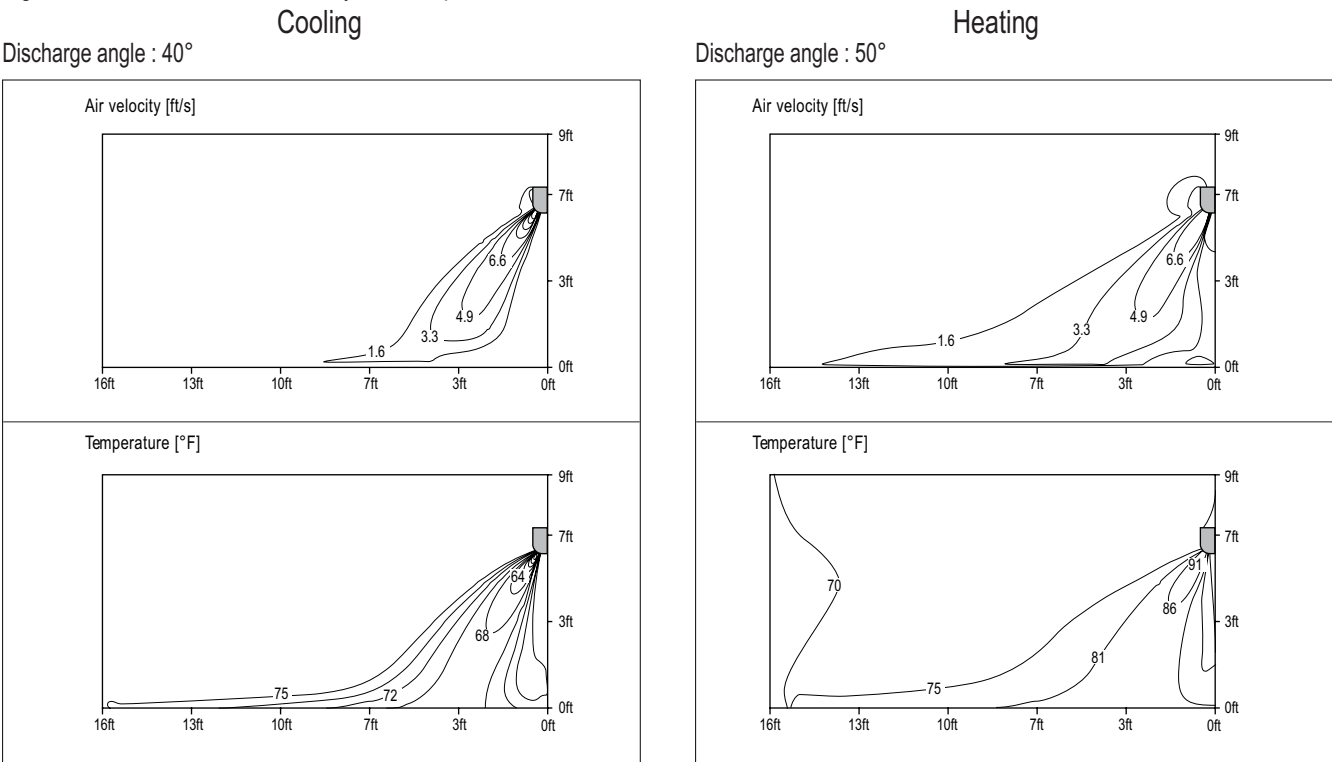 Cooling
Discharge angle : 40°
Air velocity [ft/s]
9ft
7ft
3ft
0ft
6.6
4.9
3.3
1.6
16ft 13ft 10ft 7ft 3ft 0ft
Temperature [°F]
9ft
7ft
3ft
0ft
64
68
75
72
16ft 13ft 10ft 7ft 3ft 0ft
Heating
Discharge angle : 50°
Air velocity [ft/s]
9ft
7ft
3ft
0ft
6.6
4.9
3.3
1.6
16ft 13ft 10ft 7ft 3ft 0ft
Temperature [°F]
9ft
7ft
3ft
0ft
91
70
86
81
75
16ft 13ft 10ft 7ft 3ft 0ft